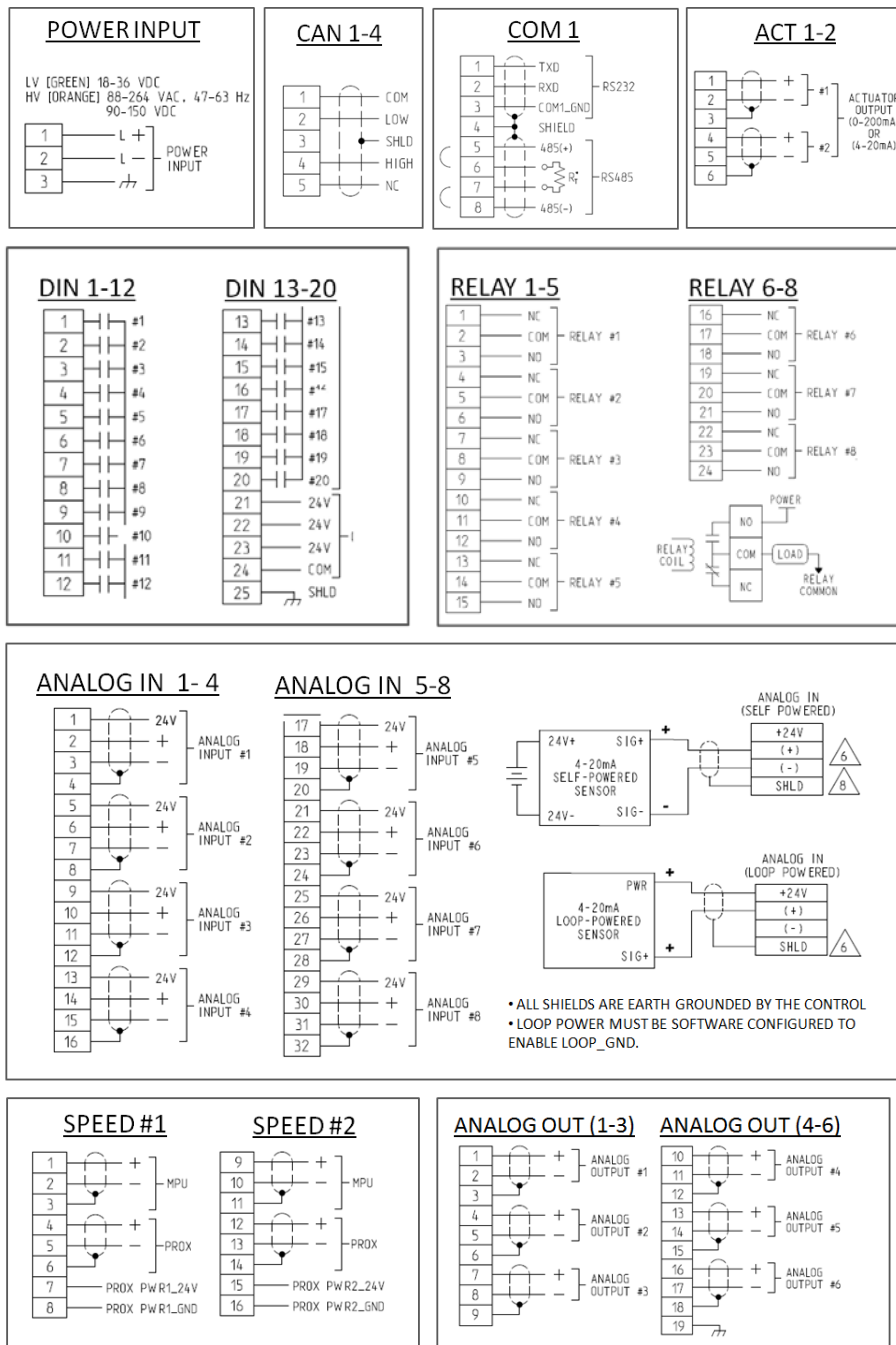 POWER INPUT
LV [GREEN] 18-36 VDC
HV [ORANGE] 88-264 VAC, 47-63 Hz
90-150 VDC
1 L +
2 L -
3
POWER
INPUT
CAN 1-4
1 COM
2 LOW
3 SHLD
4 HIGH
5 NC
COM 1
1 TXD
2 RXD
3 COM1_GND
4 SHIELD
5 485(+)
6
7
8 485(-)
RS232
RS485
ACT 1-2
1 +
2 -
3
4 +
5 -
6
#1
#2
ACTUATOR
OUTPUT
(0-200mA
OR
(4-20mA)
DIN 1-12
1 #1
2 #2
3 #3
4 #4
5 #5
6 #6
7 #7
8 #8
9 #9
10 #10
11 #11
12 #12
DIN 13-20
13 #13
14 #14
15 #15
16
17 #17
18 #18
19 #19
20 #20
21 24V
22 24V
23 24V
24 COM
25 SHLD
RELAY 1-5
1 NC
2 COM RELAY #1
3 NO
4 NC
5 COM RELAY #2
6 NO
7 NC
8 COM RELAY #3
9 NO
10 NC
11 COM RELAY #4
12 NO
13 NC
14 COM RELAY #5
15 NO
RELAY 6-8
16 NC
17 COM RELAY #6
18 NO
19 NC
20 COM RELAY #7
21 NO
22 NC
23 COM RELAY #8
24 NO
POWER
NO
RELAY
COIL
COM LOAD
NC
RELAY
COMMON
ANALOG IN 1- 4
1 24V
2 +
3 -
4
ANALOG
INPUT #1
5 24V
6 +
7 -
8
ANALOG
INPUT #2
9 24V
10 +
11 -
12
ANALOG
INPUT #3
13 24V
14 +
15 -
16
ANALOG
INPUT #4
ANALOG IN 5-8
17 24V
18 +
19 -
20
ANALOG
INPUT #5
21 24V
22 +
23 -
24
ANALOG
INPUT #6
25 24V
26 +
27 -
28
ANALOG
INPUT #7
29 24V
30 +
31 -
32
ANALOG
INPUT #8
24V+ SIG+ +
4-20mA
SELF-POWERED
SENSOR
24V- SIG- -
ANALOG IN
(SELF POWERED)
+24V
(+)
(-)
SHLD
6
8
PWR +
4-20mA
LOOP-POWERED
SENSOR
SIG+ +
ANALOG IN
(LOOP POWERED)
+24V
(+)
(-)
SHLD
6
• ALL SHIELDS ARE EARTH GROUNDED BY THE CONTROL
• LOOP POWER MUST BE SOFTWARE CONFIGURED TO
ENABLE LOOP_GND.
SPEED #1
1 +
2 - MPU
3
4 +
5 - PROX
6
7 PROX PWR1_24V
8 PROX PWR1_GND
SPEED #2
9 +
10 - MPU
11
12 +
13 - PROX
14
15 PROX PWR2_24V
16 PROX PWR2_GND
ANALOG OUT (1-3)
1 +
2 -
3
ANALOG
OUTPUT #1
4 +
5 -
6
ANALOG
OUTPUT #2
7 +
8 -
9
ANALOG
OUTPUT #3
ANALOG OUT (4-6)
10 +
11 -
12
ANALOG
OUTPUT #4
13 +
14 -
15
ANALOG
OUTPUT #5
16 +
17 -
18
ANALOG
OUTPUT #6
19